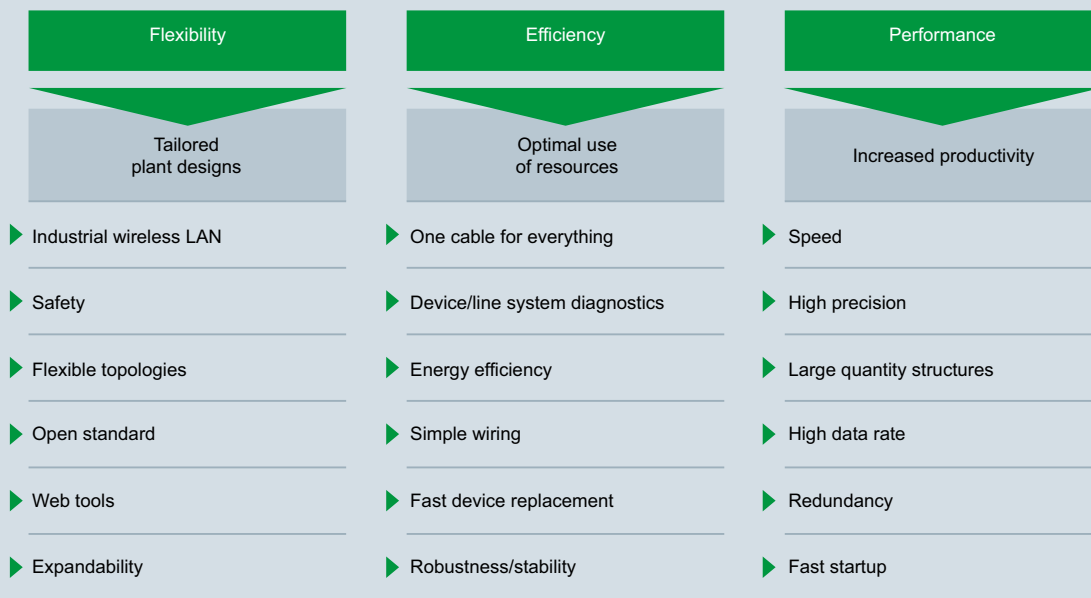 Flexibility
Efficiency
Performance
Tailored
plant designs
Optimal use
of resources
Increased productivity
Industrial wireless LAN
One cable for everything
Speed
Safety
Device/line system diagnostics
High precision
Flexible topologies
Energy efficiency
Large quantity structures
Open standard
Simple wiring
High data rate
Web tools
Fast device replacement
Redundancy
Expandability
Robustness/stability
Fast startup